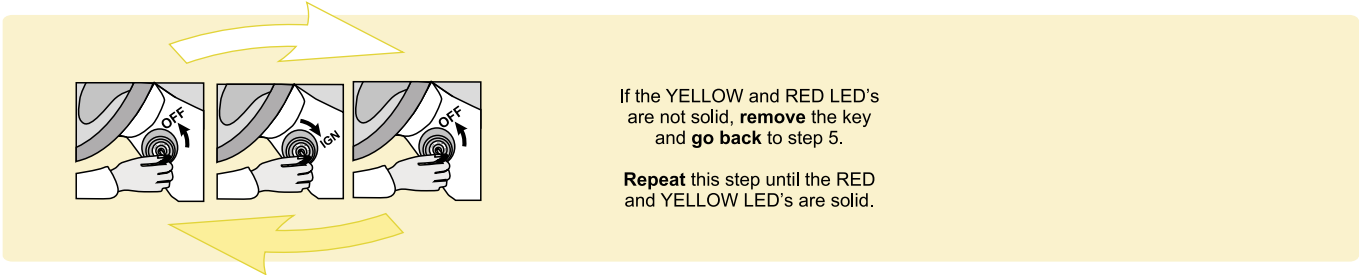 OFF
IGN
OFF
If the YELLOW and RED LED's
are not solid, remove the key
and go back to step 5.
Repeat this step until the RED
and YELLOW LED's are solid.